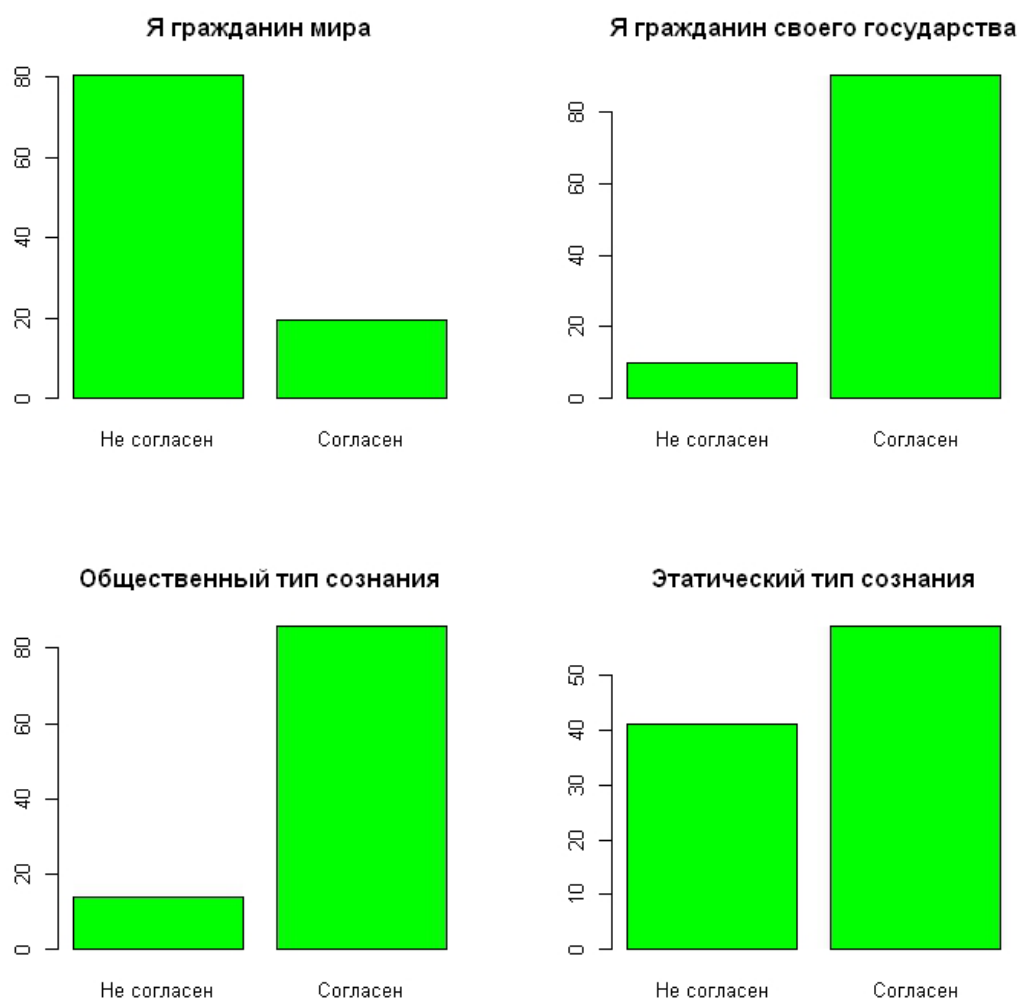 Я гражданин мира
80
60
40
20
0
Не согласен Согласен
Я гражданин своего государства
80
60
40
20
0
Не согласен Согласен
Общественный тип сознания
80
60
40
20
0
Не согласен Согласен
Этатический тип сознания
50
40
30
20
10
0
Не согласен Согласен